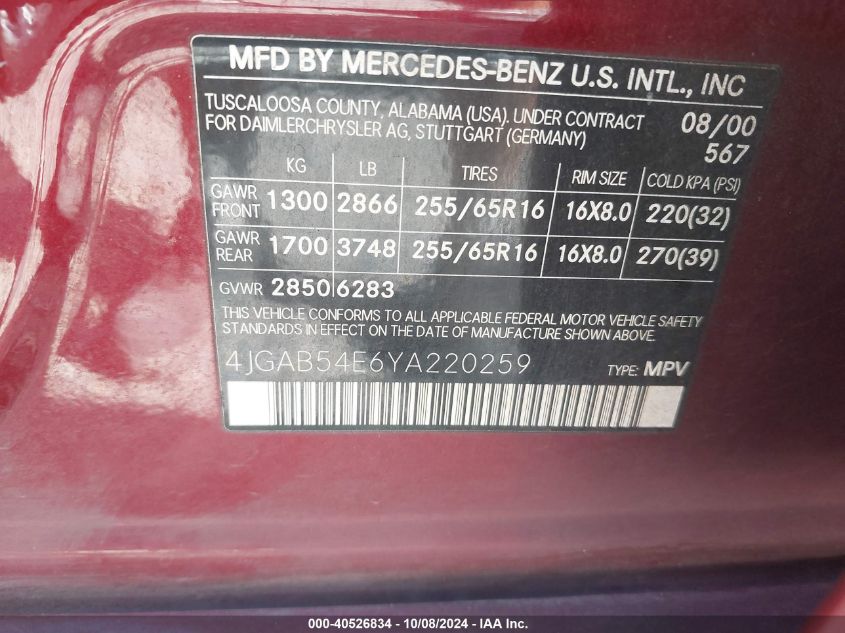 MFD BY MERCEDES-BENZ U.S. INTL., INC
TUSCALOOSA COUNTY, ALABAMA (USA). UNDER CONTRACT
FOR DAIMLERCHRYSLER AG, STUTTGART (GERMANY)
08/00
567
KG LB TIRES RIM SIZE COLD KPA (PSI)
GAWR FRONT 1300 2866 255/65R16 16X8.0 220(32)
GAWR REAR 1700 3748 255/65R16 16X8.0 270(39)
GVWR 2850 6283
THIS VEHICLE CONFORMS TO ALL APPLICABLE FEDERAL MOTOR VEHICLE SAFETY
STANDARDS IN EFFECT ON THE DATE OF MANUFACTURE SHOWN ABOVE.
4JGAB54E6YA220259 TYPE: MPV
000-40526834 - 10/08/2024 - IAA Inc.